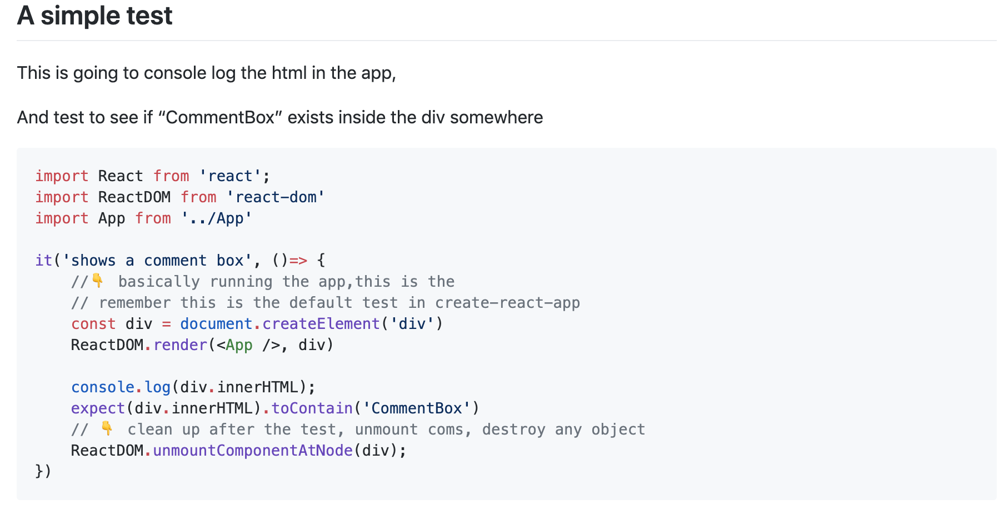 A simple test
This is going to console log the html in the app,
And test to see if “CommentBox” exists inside the div somewhere
import React from 'react';
import ReactDOM from 'react-dom'
import App from '../App'
it('shows a comment box', ()=> {
//👇 basically running the app,this is the
// remember this is the default test in create-react-app
const div = document.createElement('div')
ReactDOM.render(<App />, div)
console.log(div.innerHTML);
expect(div.innerHTML).toContain('CommentBox')
// 👇 clean up after the test, unmount coms, destroy any object
ReactDOM.unmountComponentAtNode(div);
})